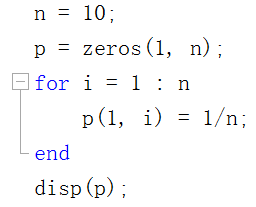 n = 10;
p = zeros(1, n);
for i = 1 : n
    p(1, i) = 1/n;
end
disp(p);